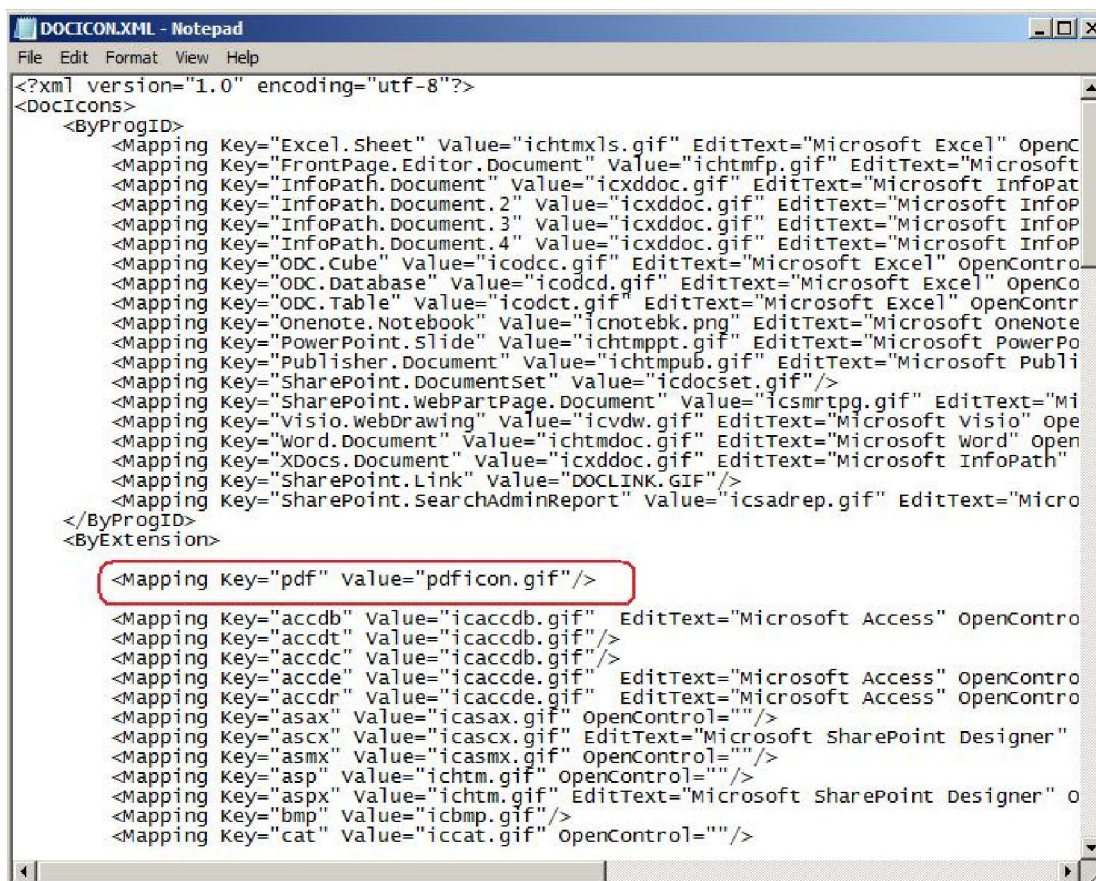 DOCICON.XML - Notepad
File Edit Format View Help
<?xml version="1.0" encoding="utf-8"?>
<DocIcons>
<ByProgID>
<Mapping Key="Excel.Sheet" Value="ichtmxls.gif" EditText="Microsoft Excel" OpenC
<Mapping Key="FrontPage.Editor.Document" Value="ichtmfp.gif" EditText="Microsoft
<Mapping Key="InfoPath.Document" Value="icxddoc.gif" EditText="Microsoft InfoPat
<Mapping Key="InfoPath.Document.2" Value="icxddoc.gif" EditText="Microsoft InfoP
<Mapping Key="InfoPath.Document.3" Value="icxddoc.gif" EditText="Microsoft InfoP
<Mapping Key="InfoPath.Document.4" Value="icxddoc.gif" EditText="Microsoft InfoP
<Mapping Key="ODC.Cube" Value="icodcc.gif" EditText="Microsoft Excel" OpenContro
<Mapping Key="ODC.Database" Value="icodcd.gif" EditText="Microsoft Excel" OpenCo
<Mapping Key="ODC.Table" Value="icodct.gif" EditText="Microsoft Excel" OpenContr
<Mapping Key="Onenote.Notebook" Value="icnotebk.png" EditText="Microsoft OneNote
<Mapping Key="PowerPoint.Slide" Value="ichtmppt.gif" EditText="Microsoft PowerPo
<Mapping Key="Publisher.Document" Value="ichtmpub.gif" EditText="Microsoft Publi
<Mapping Key="SharePoint.DocumentSet" Value="icdocset.gif"/>
<Mapping Key="SharePoint.WebPartPage.Document" Value="icsmrtpg.gif" EditText="Mi
<Mapping Key="Visio.WebDrawing" Value="icvdw.gif" EditText="Microsoft Visio" Ope
<Mapping Key="Word.Document" Value="ichtmdoc.gif" EditText="Microsoft Word" Open
<Mapping Key="XDocs.Document" Value="icxddoc.gif" EditText="Microsoft InfoPath"
<Mapping Key="SharePoint.Link" Value="DOCLINK.GIF"/>
<Mapping Key="SharePoint.SearchAdminReport" Value="icsadrep.gif" EditText="Micro
</ByProgID>
<ByExtension>
<Mapping Key="pdf" Value="pdficon.gif"/>
<Mapping Key="accdb" Value="icaccdb.gif" EditText="Microsoft Access" OpenContro
<Mapping Key="accdt" Value="icaccdb.gif"/>
<Mapping Key="accdc" Value="icaccdb.gif"/>
<Mapping Key="accde" Value="icaccde.gif" EditText="Microsoft Access" OpenContro
<Mapping Key="accdr" Value="icaccde.gif" EditText="Microsoft Access" OpenContro
<Mapping Key="asax" Value="icasax.gif" OpenControl=""/>
<Mapping Key="ascx" Value="icascx.gif" EditText="Microsoft SharePoint Designer"
<Mapping Key="asmx" Value="icasmx.gif" OpenControl=""/>
<Mapping Key="asp" Value="ichtm.gif" OpenControl=""/>
<Mapping Key="aspx" Value="ichtm.gif" EditText="Microsoft SharePoint Designer" O
<Mapping Key="bmp" Value="icbmp.gif"/>
<Mapping Key="cat" Value="iccat.gif" OpenControl=""/>